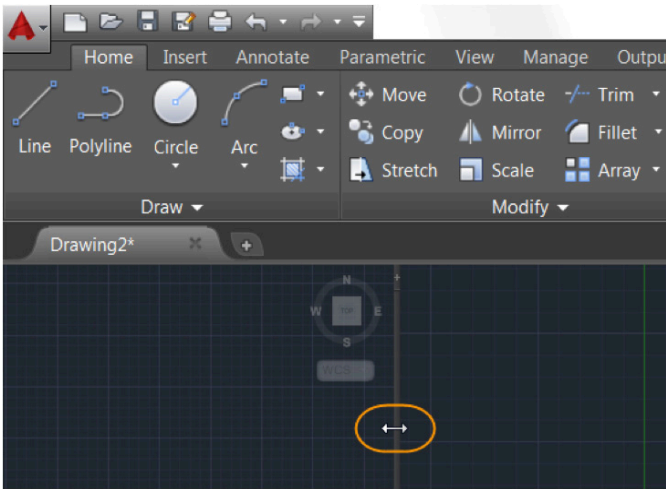 Home Insert Annotate Parametric View Manage Outpu
Move Rotate Trim
Line Polyline Circle Arc Copy Mirror Fillet
Stretch Scale Array
Draw Modify
Drawing2*
N
W TOP E
S
WCS